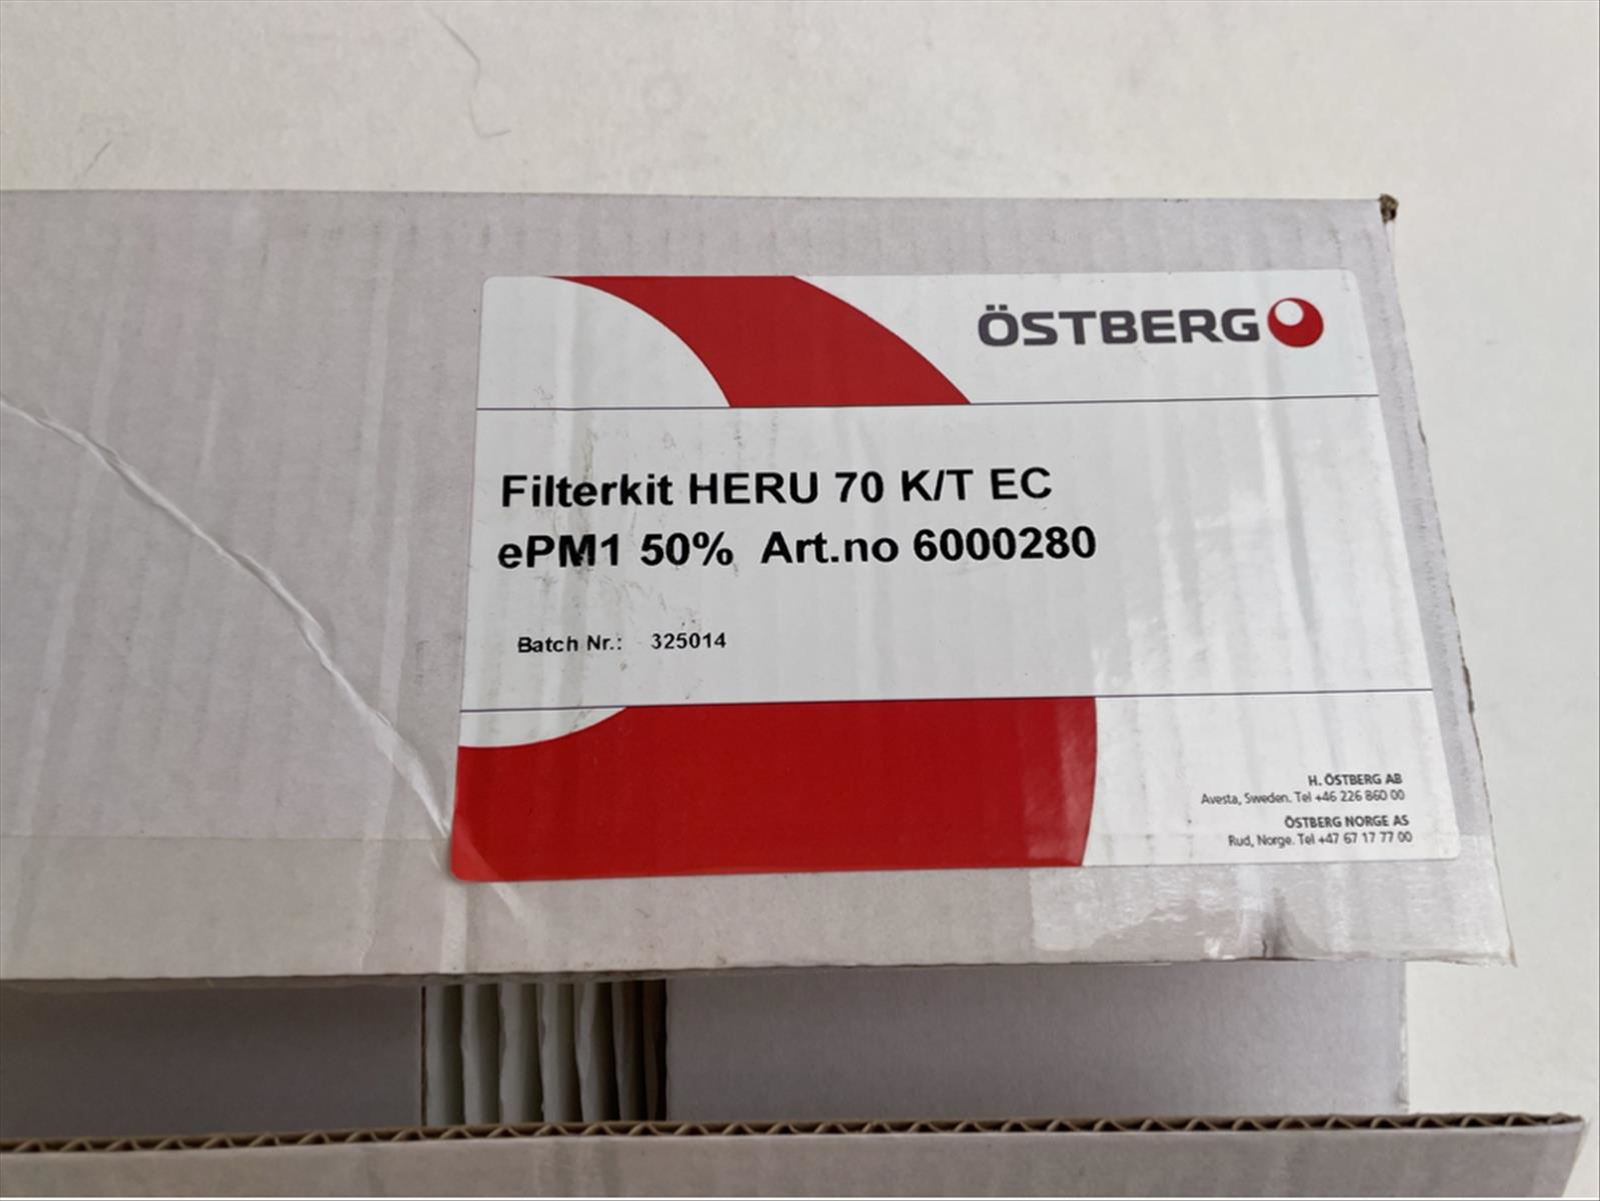 ÖSTBERG
Filterkit HERU 70 K/T EC
ePM1 50% Art.no 6000280
Batch Nr.: 325014
H. ÖSTBERG AB
Avesta, Sweden. Tel +46 226 860 00
ÖSTBERG NORGE AS
Rud, Norge. Tel +47 67 17 77 00